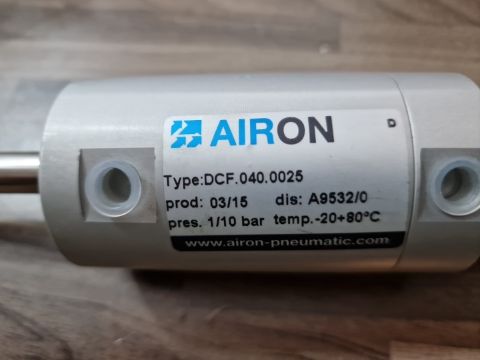 AIRON
D
Type:DCF.040.0025
prod: 03/15 dis: A9532/0
pres. 1/10 bar temp.-20+80°C
www.airon-pneumatic.com